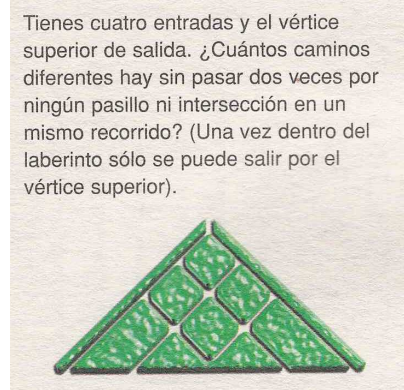 Tienes cuatro entradas y el vértice
superior de salida. ¿Cuántos caminos
diferentes hay sin pasar dos veces por
ningún pasillo ni intersección en un
mismo recorrido? (Una vez dentro del
laberinto sólo se puede salir por el
vértice superior).